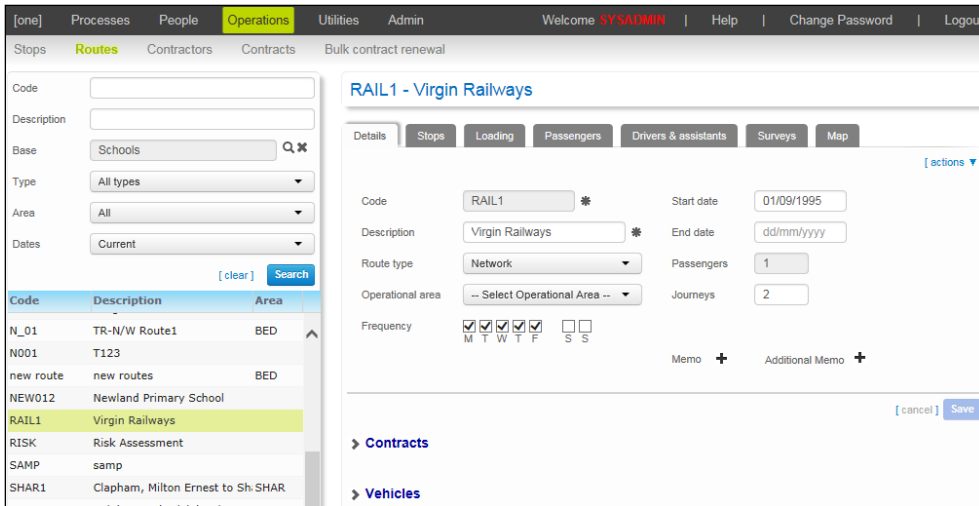 [one] Processes People Operations Utilities Admin Welcome SYSADMIN | Help | Change Password | Logou
Stops Routes Contractors Contracts Bulk contract renewal
Code
Description
Base Schools
Type All types
Area All
Dates Current
[ clear ] Search
Code Description Area
N_01 TR-N/W Route1 BED
N001 T123
new route new routes BED
NEW012 Newland Primary School
RAIL1 Virgin Railways
RISK Risk Assessment
SAMP samp
SHAR1 Clapham, Milton Ernest to Sh SHAR
RAIL1 - Virgin Railways
Details Stops Loading Passengers Drivers & assistants Surveys Map
[ actions ▼
Code RAIL1 ✱ Start date 01/09/1995
Description Virgin Railways ✱ End date dd/mm/yyyy
Route type Network Passengers 1
Operational area -- Select Operational Area -- Journeys 2
Frequency
M T W T F S S
Memo + Additional Memo +
[ cancel ] Save
Contracts
Vehicles